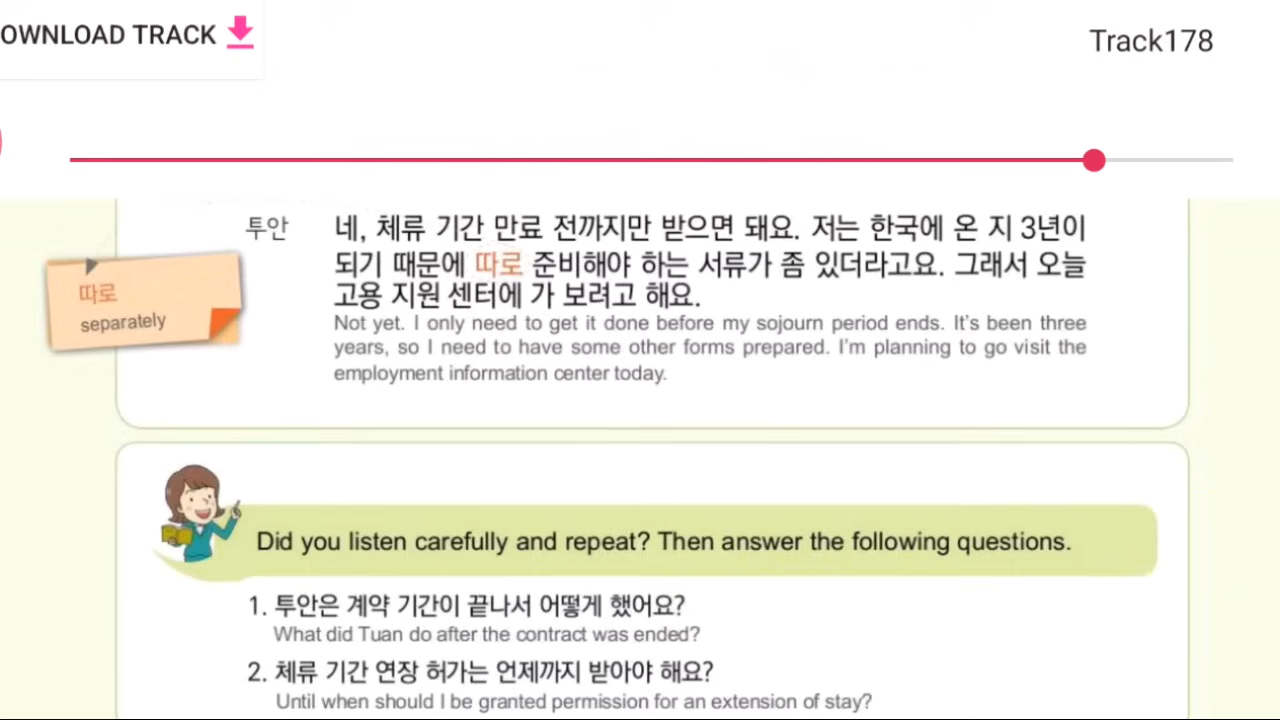 OWNLOAD TRACK
Track178
투안
네, 체류 기간 만료 전까지만 받으면 돼요. 저는 한국에 온 지 3년이
되기 때문에 따로 준비해야 하는 서류가 좀 있더라고요. 그래서 오늘
고용 지원 센터에 가 보려고 해요.
Not yet. I only need to get it done before my sojourn period ends. It's been three
years, so I need to have some other forms prepared. I'm planning to go visit the
employment information center today.
따로
separately
Did you listen carefully and repeat? Then answer the following questions.
1. 투안은 계약 기간이 끝나서 어떻게 했어요?
What did Tuan do after the contract was ended?
2. 체류 기간 연장 허가는 언제까지 받아야 해요?
Until when should I be granted permission for an extension of stay?